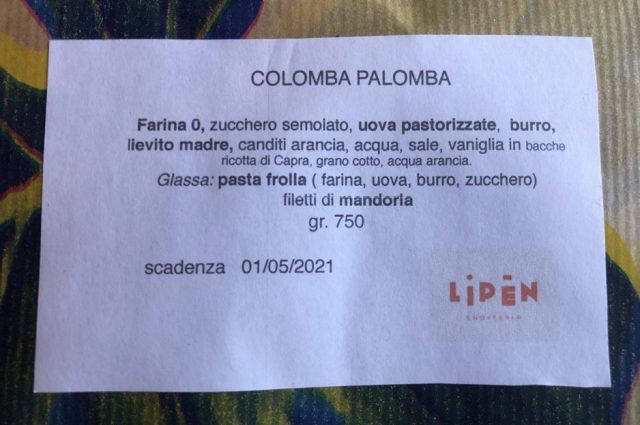 COLOMBA PALOMBA
Farina 0, zucchero semolato, uova pastorizzate, burro,
lievito madre, canditi arancia, acqua, sale, vaniglia in bacche
ricotta di Capra, grano cotto, acqua arancia.
Glassa: pasta frolla ( farina, uova, burro, zucchero)
filetti di mandorla
gr. 750
scadenza 01/05/2021
LIPĒN